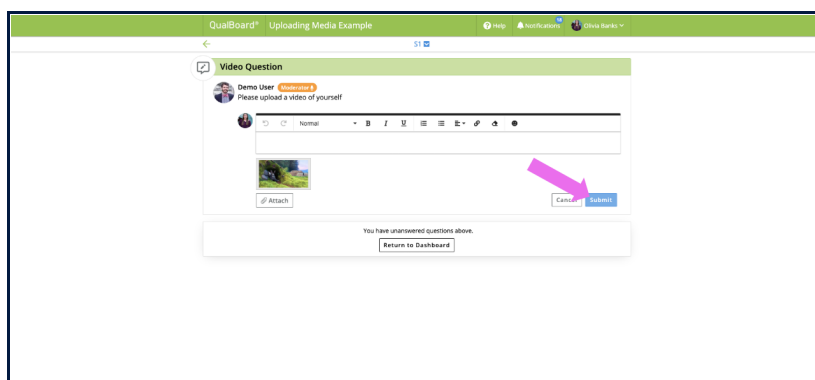 QualBoard® Uploading Media Example Help Notifications 18 Olivia Banks
S1
Video Question
Demo User Moderator
Please upload a video of yourself
Normal B I U
Attach Cancel Submit
You have unanswered questions above.
Return to Dashboard